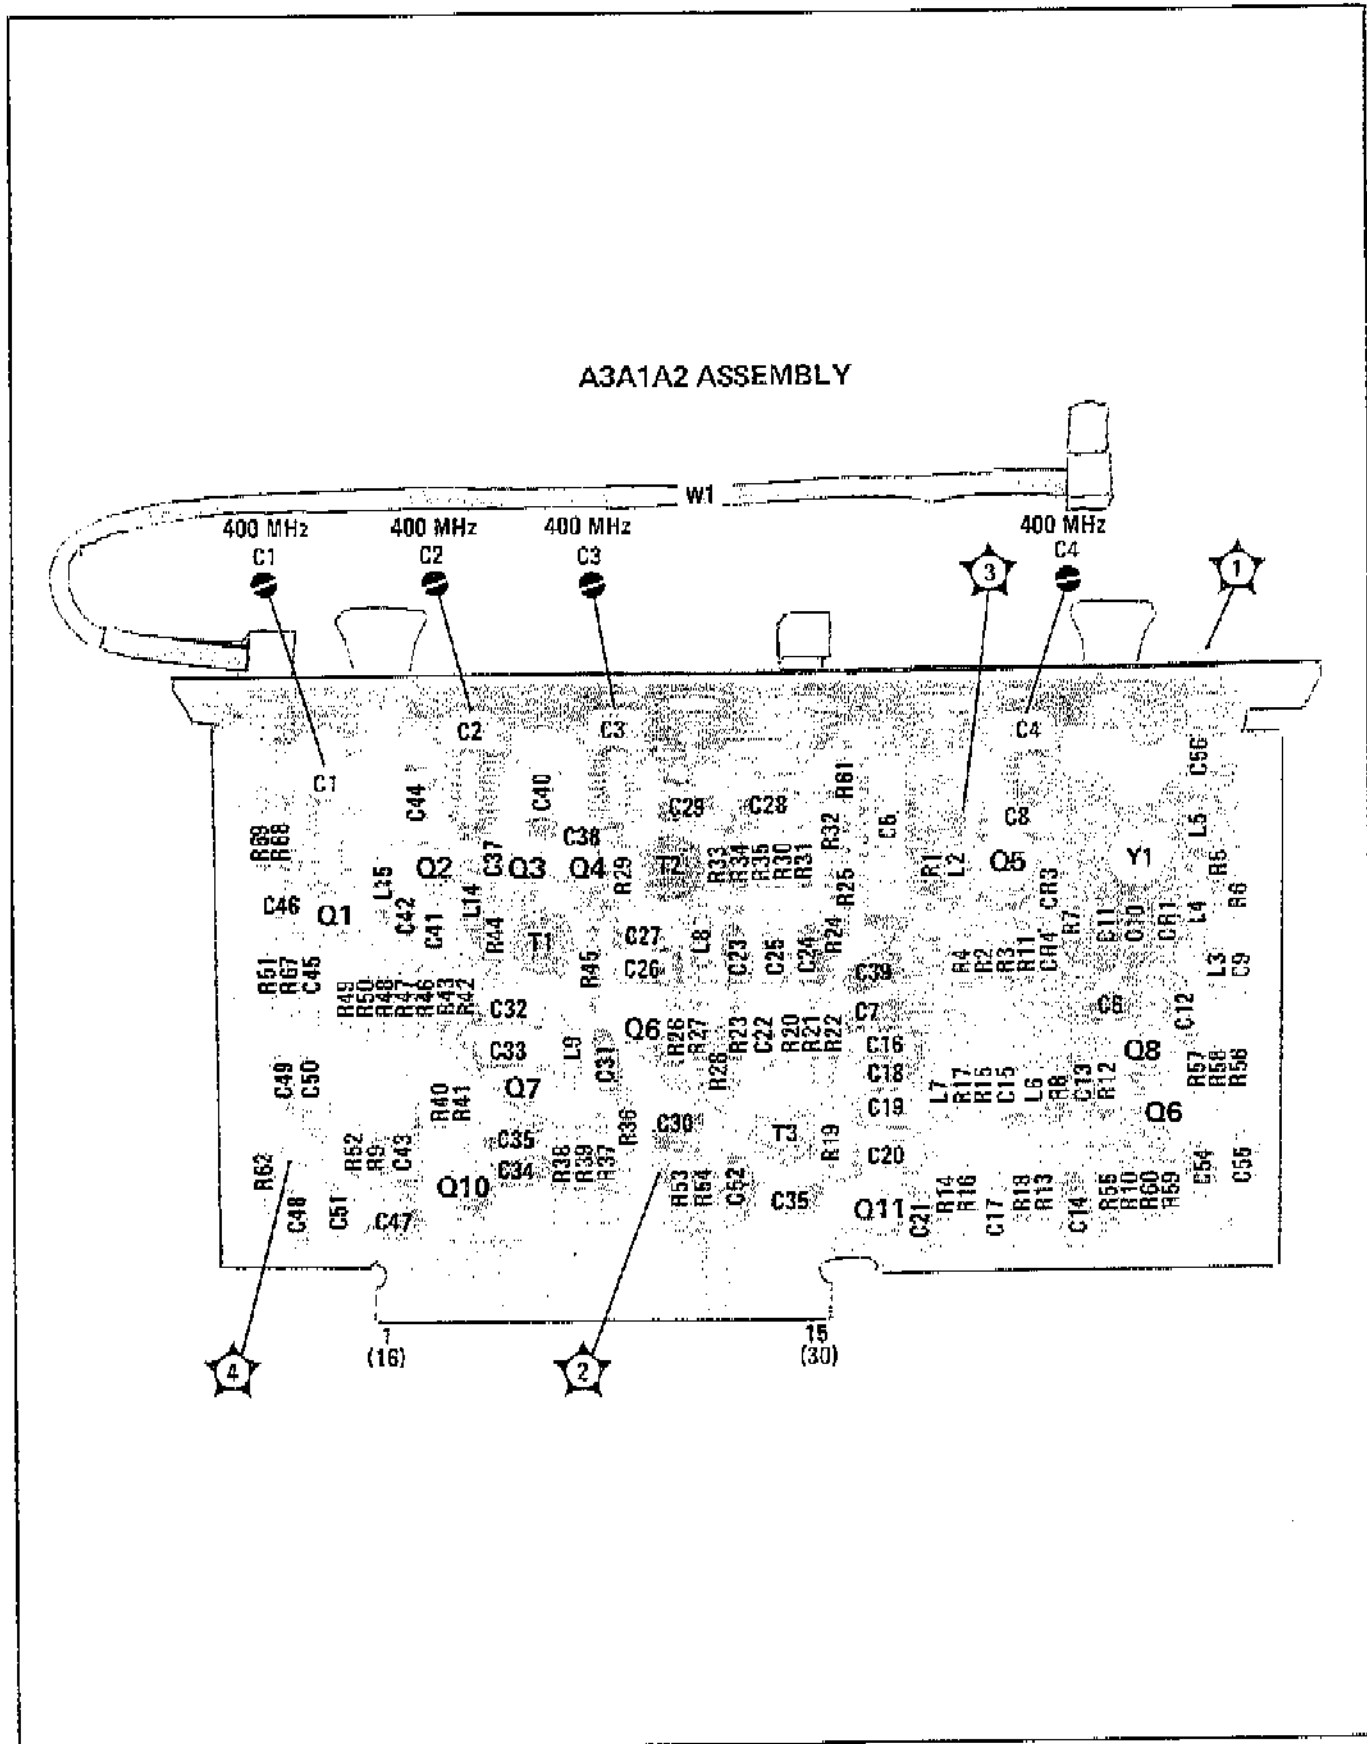 A3A1A2 ASSEMBLY
W1
400 MHz 400 MHz 400 MHz 400 MHz
C1 C2 C3 C4
3 1
C2 C3 C4
C1
C44 C40 C29 C28 R61 C6 C8 C56
R69 R68 C38 R32 L5
Q2 C37 Q3 Q4 R29 T2 R33 R34 R35 R30 R31 R25 R1 L2 Q5 CR3 Y1 R5
C46 Q1 L15 C42 C41 L14 R44 T1 R45 C27 C26 L8 C23 C25 C24 R24 R7 C11 C10 CR1 L4 R6
R51 R67 C45 C39 R4 R2 R3 R11 CR4 L3 C9
R49 R50 R48 R47 R46 R43 R42 C32 C7 C12
C33 L9 C31 Q6 R26 R27 R28 R23 C22 R20 R21 R22 C16 Q8
C49 C50 R40 R41 Q7 C18 L7 R17 R15 C15 L6 R8 C13 R12 R57 R58 R56
C35 R36 C30 T3 R19 C19 Q6
R62 R52 R9 C43 Q10 C34 R38 R39 R37 R53 R54 C52 C35 C20 C54 C55
C48 C51 C47 Q11 C21 R14 R16 C17 R18 R13 C14 R55 R10 R60 R59
1 15
(16) (30)
4 2